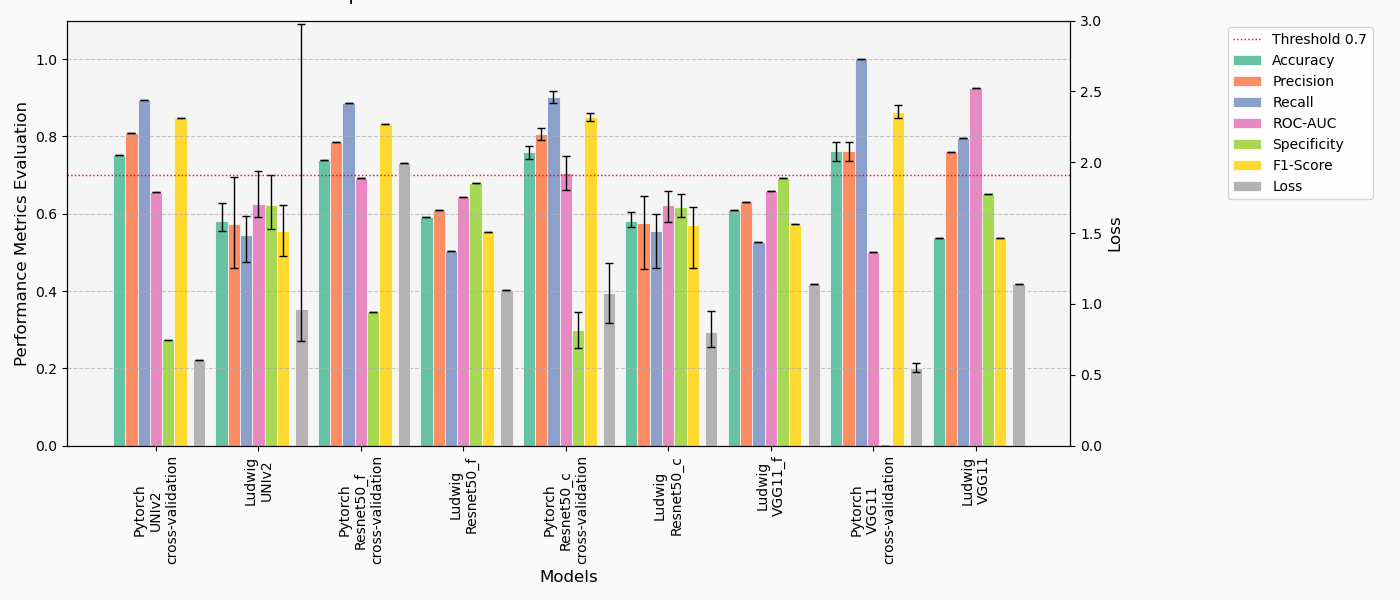 3.0
2.5
2.0
1.5
1.0
0.5
0.0
1.0
0.8
0.6
0.4
0.2
0.0
Performance Metrics Evaluation
Loss
Threshold 0.7
Accuracy
Precision
Recall
ROC-AUC
Specificity
F1-Score
Loss
Pytorch
UNIv2
cross-validation
Ludwig
UNIv2
Pytorch
Resnet50_f
cross-validation
Ludwig
Resnet50_f
Pytorch
Resnet50_c
cross-validation
Ludwig
Resnet50_c
Ludwig
VGG11_f
Pytorch
VGG11
cross-validation
Ludwig
VGG11
Models